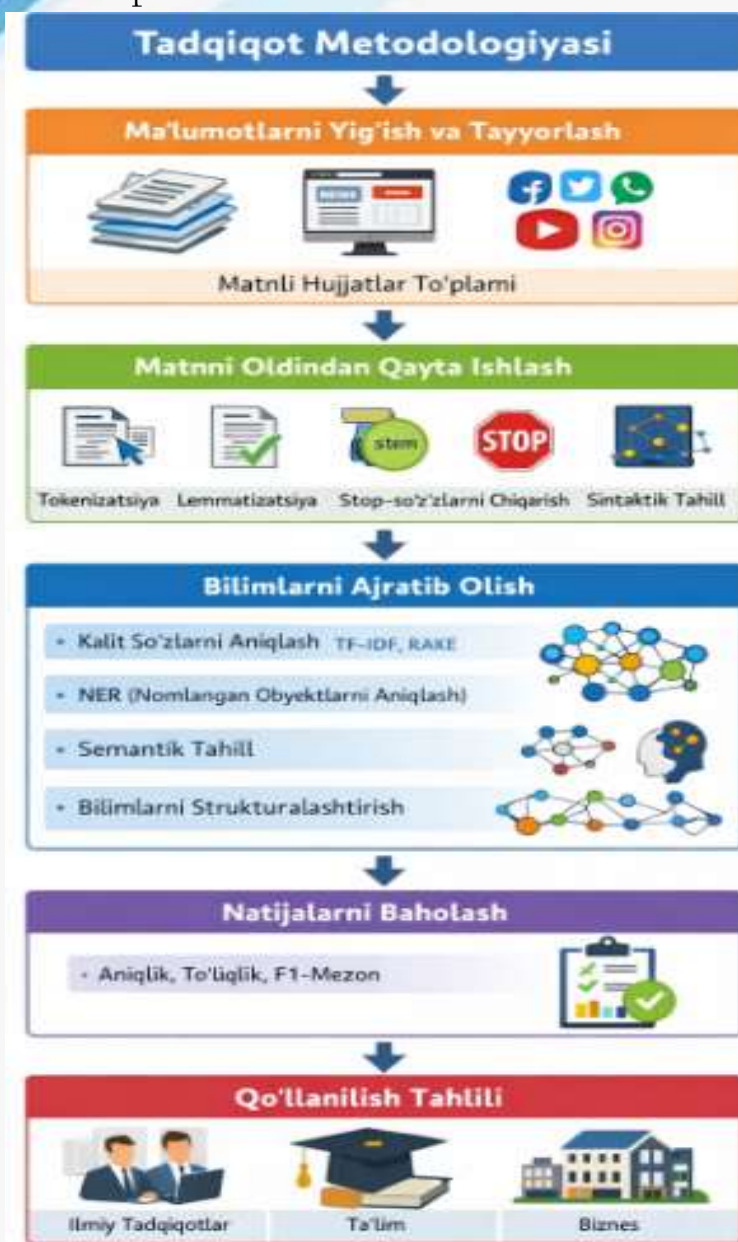 Tadqiqot Metodologiyasi
Ma'lumotlarni Yig'ish va Tayyorlash
NEWS
Matnli Hujjatlar To'plami
Matnni Oldindan Qayta Ishlash
stem
STOP
Tokenizatsiya Lemmatizatsiya Stop-so'z'zlarni Chiqarish Sintaktik Tahill
Bilimlarni Ajratib Olish
• Kalit So'zlarni Aniqlash TF-IDF, RAKE
• NER (Nomlangan Obyektlarni Aniqlash)
• Semantik Tahill
• Bilimlarni Strukturalashtirish
Natijalarni Baholash
• Aniqlik, To'liqlik, F1-Mezon
Qo'llanilish Tahlili
Ilmiy Tadqiqotlar Ta'lim Biznes